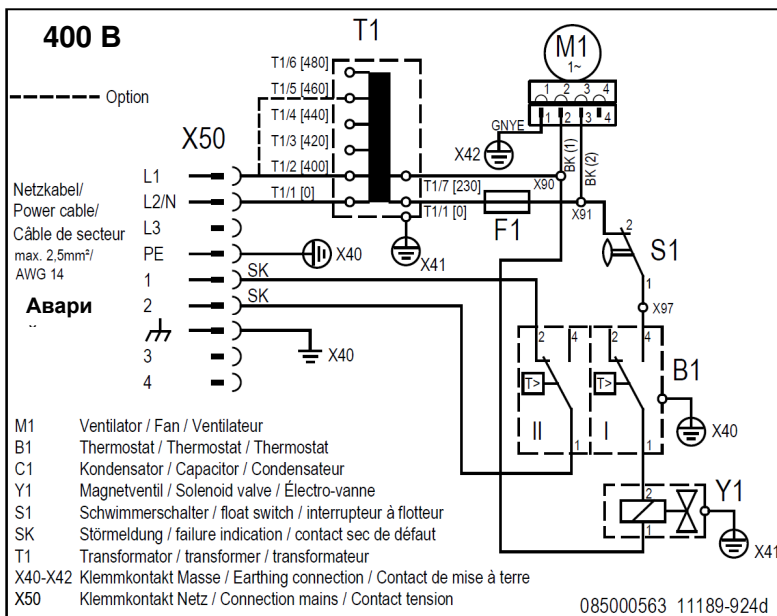 400 В
T1
M1
1~
Option
T1/6 [480]
T1/5 [460]
T1/4 [440]
T1/3 [420]
T1/2 [400]
T1/1 [0]
T1/7 [230]
T1/1 [0]
1 2 3 4
1 2 3 4
GNYE
X42
BK (1)
BK (2)
X90
X91
F1
X41
X50
Netzkabel/
Power cable/
Câble de secteur
max. 2,5mm²/
AWG 14
Авари
L1
L2/N
L3
PE
1
2
3
4
X40
SK
SK
X40
2
S1
1
X97
2 4
2 4
T>
T>
II
I
1
1
B1
X40
2
Y1
1
X41
M1 Ventilator / Fan / Ventilateur
B1 Thermostat / Thermostat / Thermostat
C1 Kondensator / Capacitor / Condensateur
Y1 Magnetventil / Solenoid valve / Électro-vanne
S1 Schwimmerschalter / float switch / interrupteur à flotteur
SK Störmeldung / failure indication / contact sec de défaut
T1 Transformator / transformer / transformateur
X40-X42 Klemmkontakt Masse / Earthing connection / Contact de mise à terre
X50 Klemmkontakt Netz / Connection mains / Contact tension
085000563 11189-924d